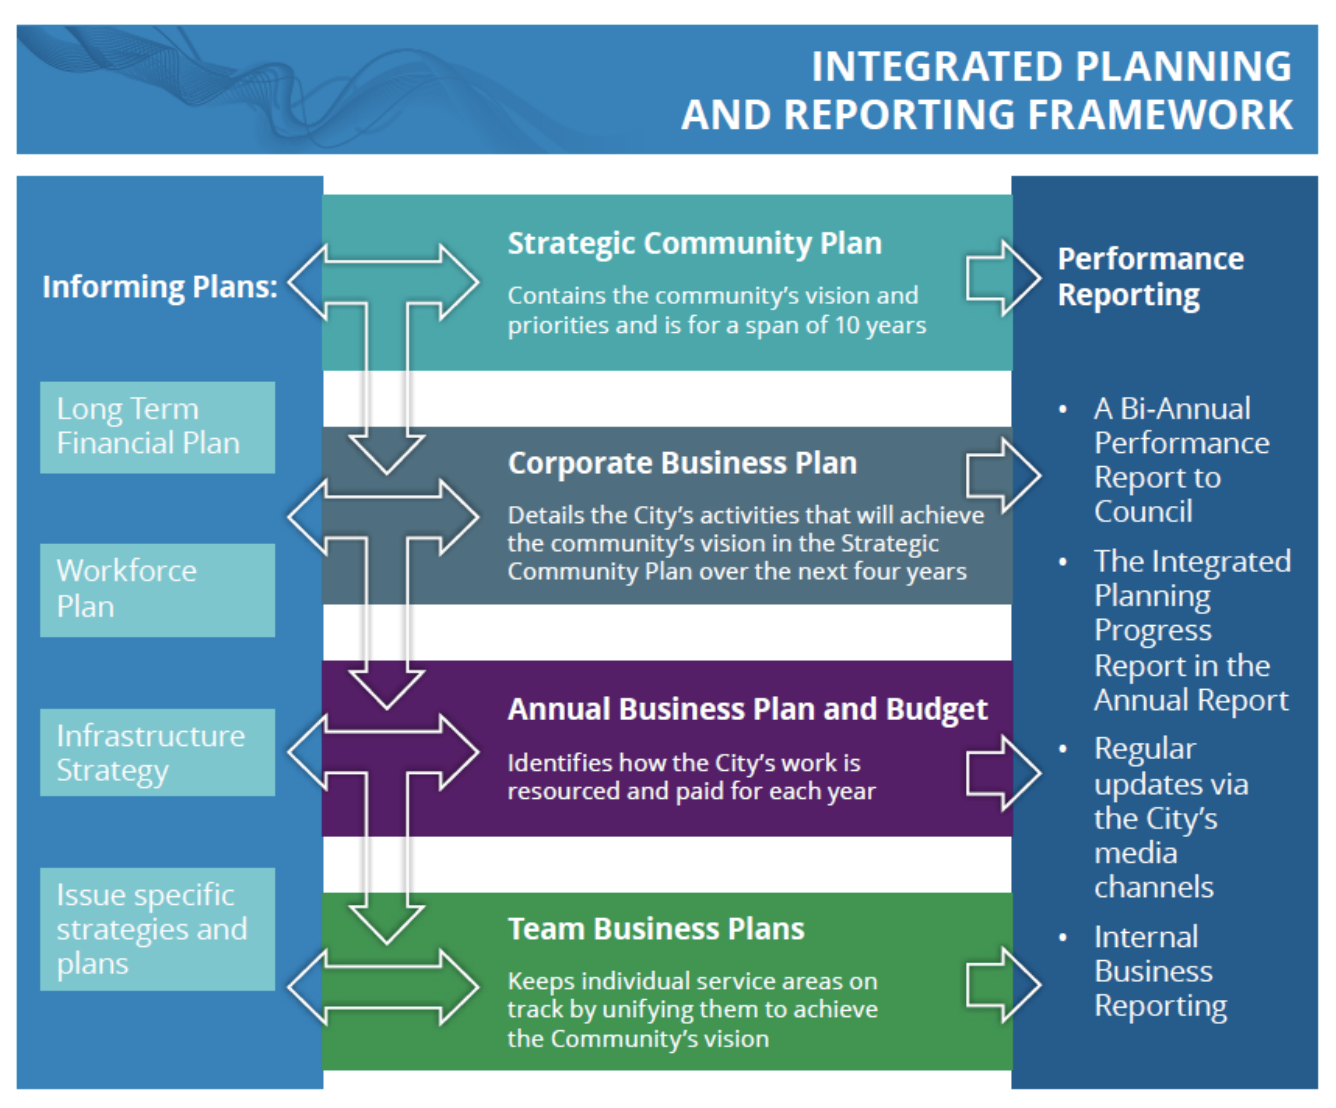 INTEGRATED PLANNING
AND REPORTING FRAMEWORK
Informing Plans:
Long Term
Financial Plan
Workforce
Plan
Infrastructure
Strategy
Issue specific
strategies and
plans
Strategic Community Plan
Contains the community’s vision and
priorities and is for a span of 10 years
Corporate Business Plan
Details the City’s activities that will achieve
the community’s vision in the Strategic
Community Plan over the next four years
Annual Business Plan and Budget
Identifies how the City’s work is
resourced and paid for each year
Team Business Plans
Keeps individual service areas on
track by unifying them to achieve
the Community’s vision
Performance
Reporting
• A Bi-Annual
Performance
Report to
Council
• The Integrated
Planning
Progress
Report in the
Annual Report
• Regular
updates via
the City’s
media
channels
• Internal
Business
Reporting